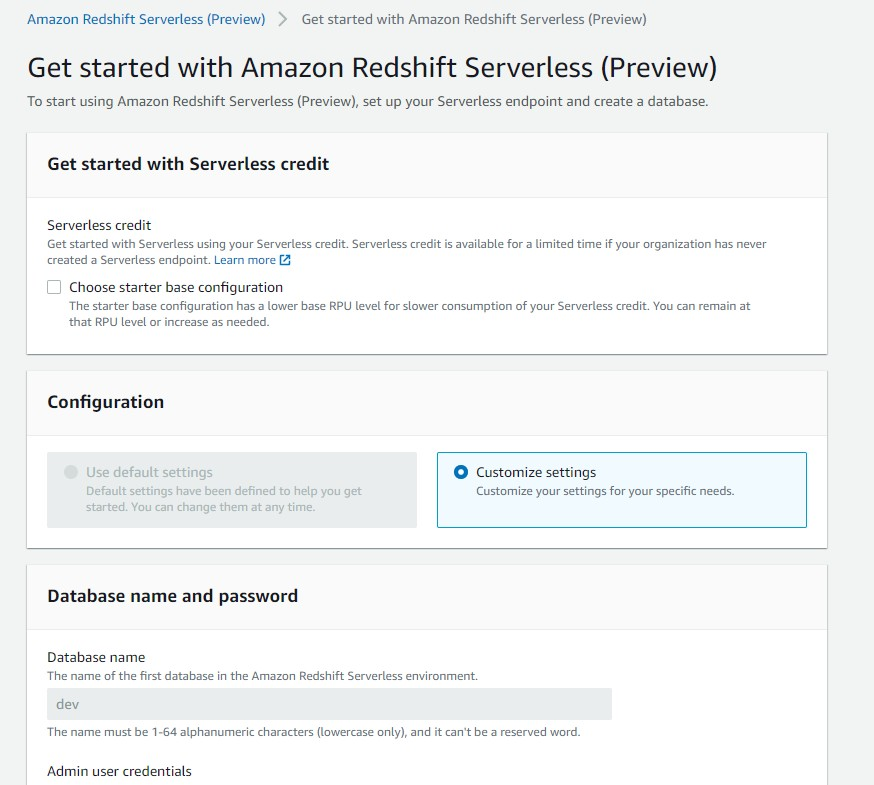 Amazon Redshift Serverless (Preview) > Get started with Amazon Redshift Serverless (Preview)
Get started with Amazon Redshift Serverless (Preview)
To start using Amazon Redshift Serverless (Preview), set up your Serverless endpoint and create a database.
Get started with Serverless credit
Serverless credit
Get started with Serverless using your Serverless credit. Serverless credit is available for a limited time if your organization has never
created a Serverless endpoint. Learn more
Choose starter base configuration
The starter base configuration has a lower base RPU level for slower consumption of your Serverless credit. You can remain at
that RPU level or increase as needed.
Configuration
Use default settings
Default settings have been defined to help you get
started. You can change them at any time.
Customize settings
Customize your settings for your specific needs.
Database name and password
Database name
The name of the first database in the Amazon Redshift Serverless environment.
dev
The name must be 1-64 alphanumeric characters (lowercase only), and it can't be a reserved word.
Admin user credentials